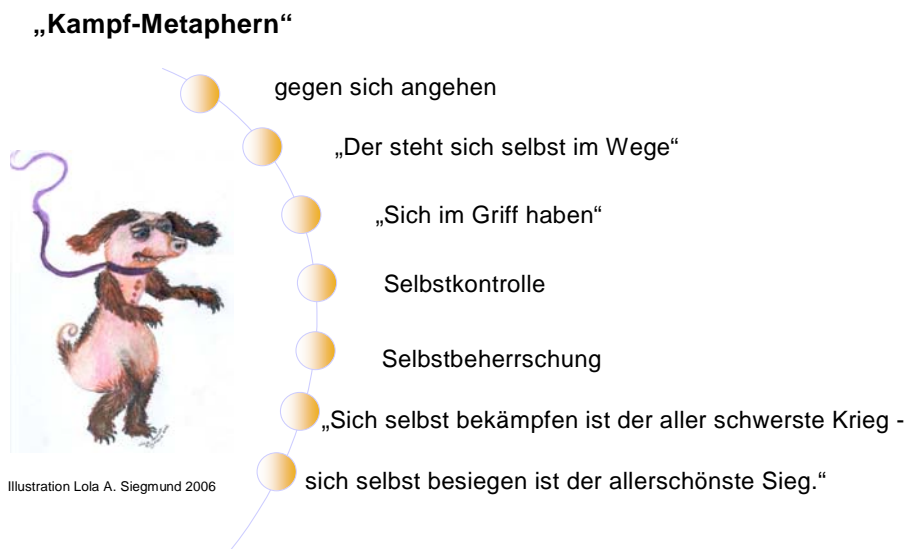 „Kampf-Metaphern“
gegen sich angehen
„Der steht sich selbst im Wege“
„Sich im Griff haben“
Selbstkontrolle
Selbstbeherrschung
„Sich selbst bekämpfen ist der aller schwerste Krieg -
sich selbst besiegen ist der allerschönste Sieg.“
Illustration Lola A. Siegmund 2006